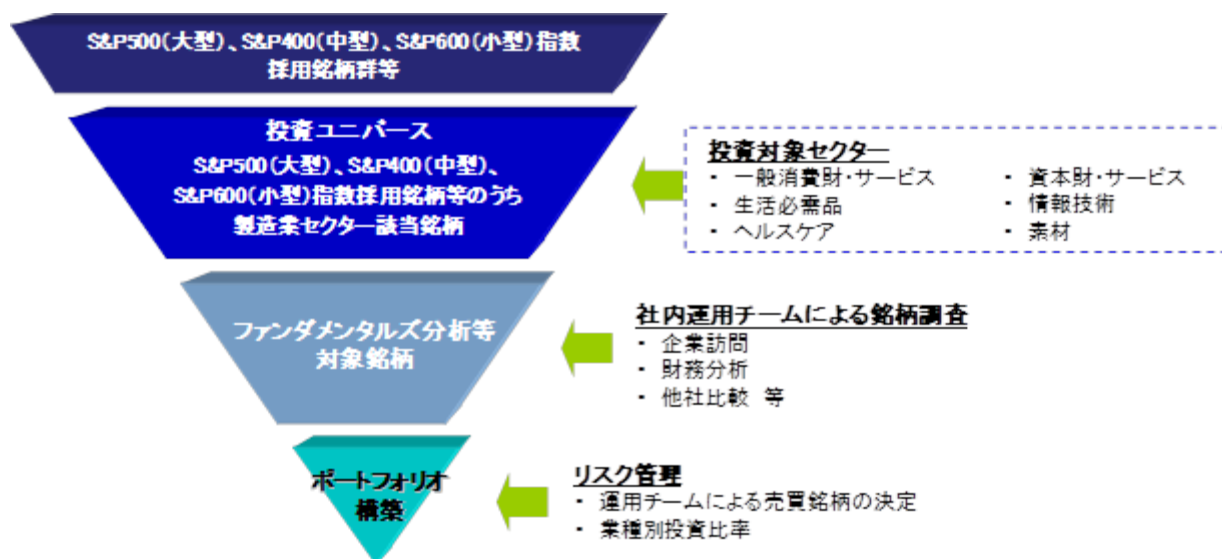 S&P500(大型)、S&P400(中型)、S&P600(小型)指数
採用銘柄群等
投資ユニバース
S&P500(大型)、S&P400(中型)、
S&P600(小型)指数採用銘柄等のうち
製造業セクター該当銘柄
投資対象セクター
・ 一般消費財・サービス
・ 生活必需品
・ ヘルスケア
・ 資本財・サービス
・ 情報技術
・ 素材
ファンダメンタルズ分析等
対象銘柄
社内運用チームによる銘柄調査
・ 企業訪問
・ 財務分析
・ 他社比較 等
ポートフォリオ
構築
リスク管理
・ 運用チームによる売買銘柄の決定
・ 業種別投資比率